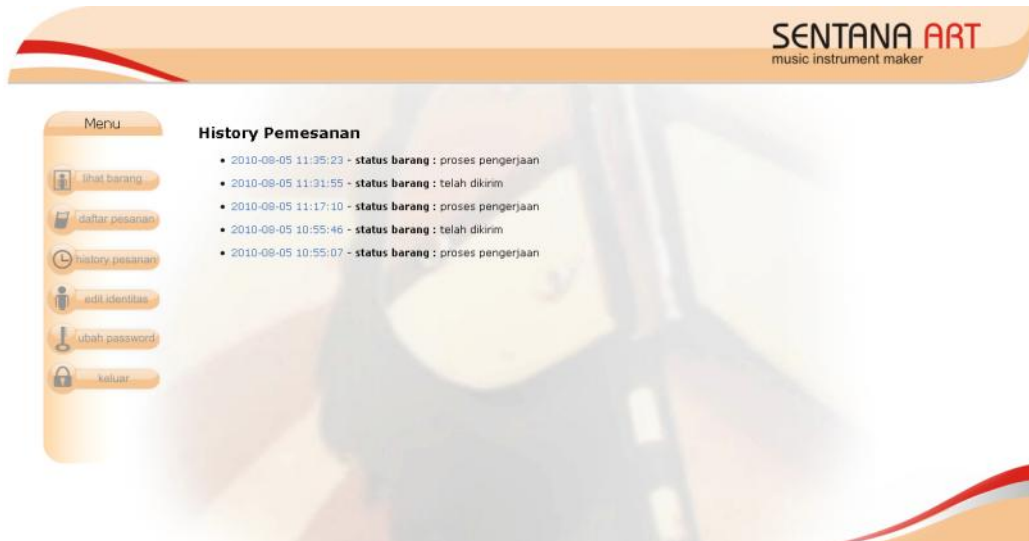 SENTANA ART
music instrument maker
Menu
lihat barang
daftar pesanan
history pesanan
edit identitas
ubah password
keluar
History Pemesanan
• 2010-08-05 11:35:23 - status barang : proses pengerjaan
• 2010-08-05 11:31:55 - status barang : telah dikirim
• 2010-08-05 11:17:10 - status barang : proses pengerjaan
• 2010-08-05 10:55:46 - status barang : telah dikirim
• 2010-08-05 10:55:07 - status barang : proses pengerjaan